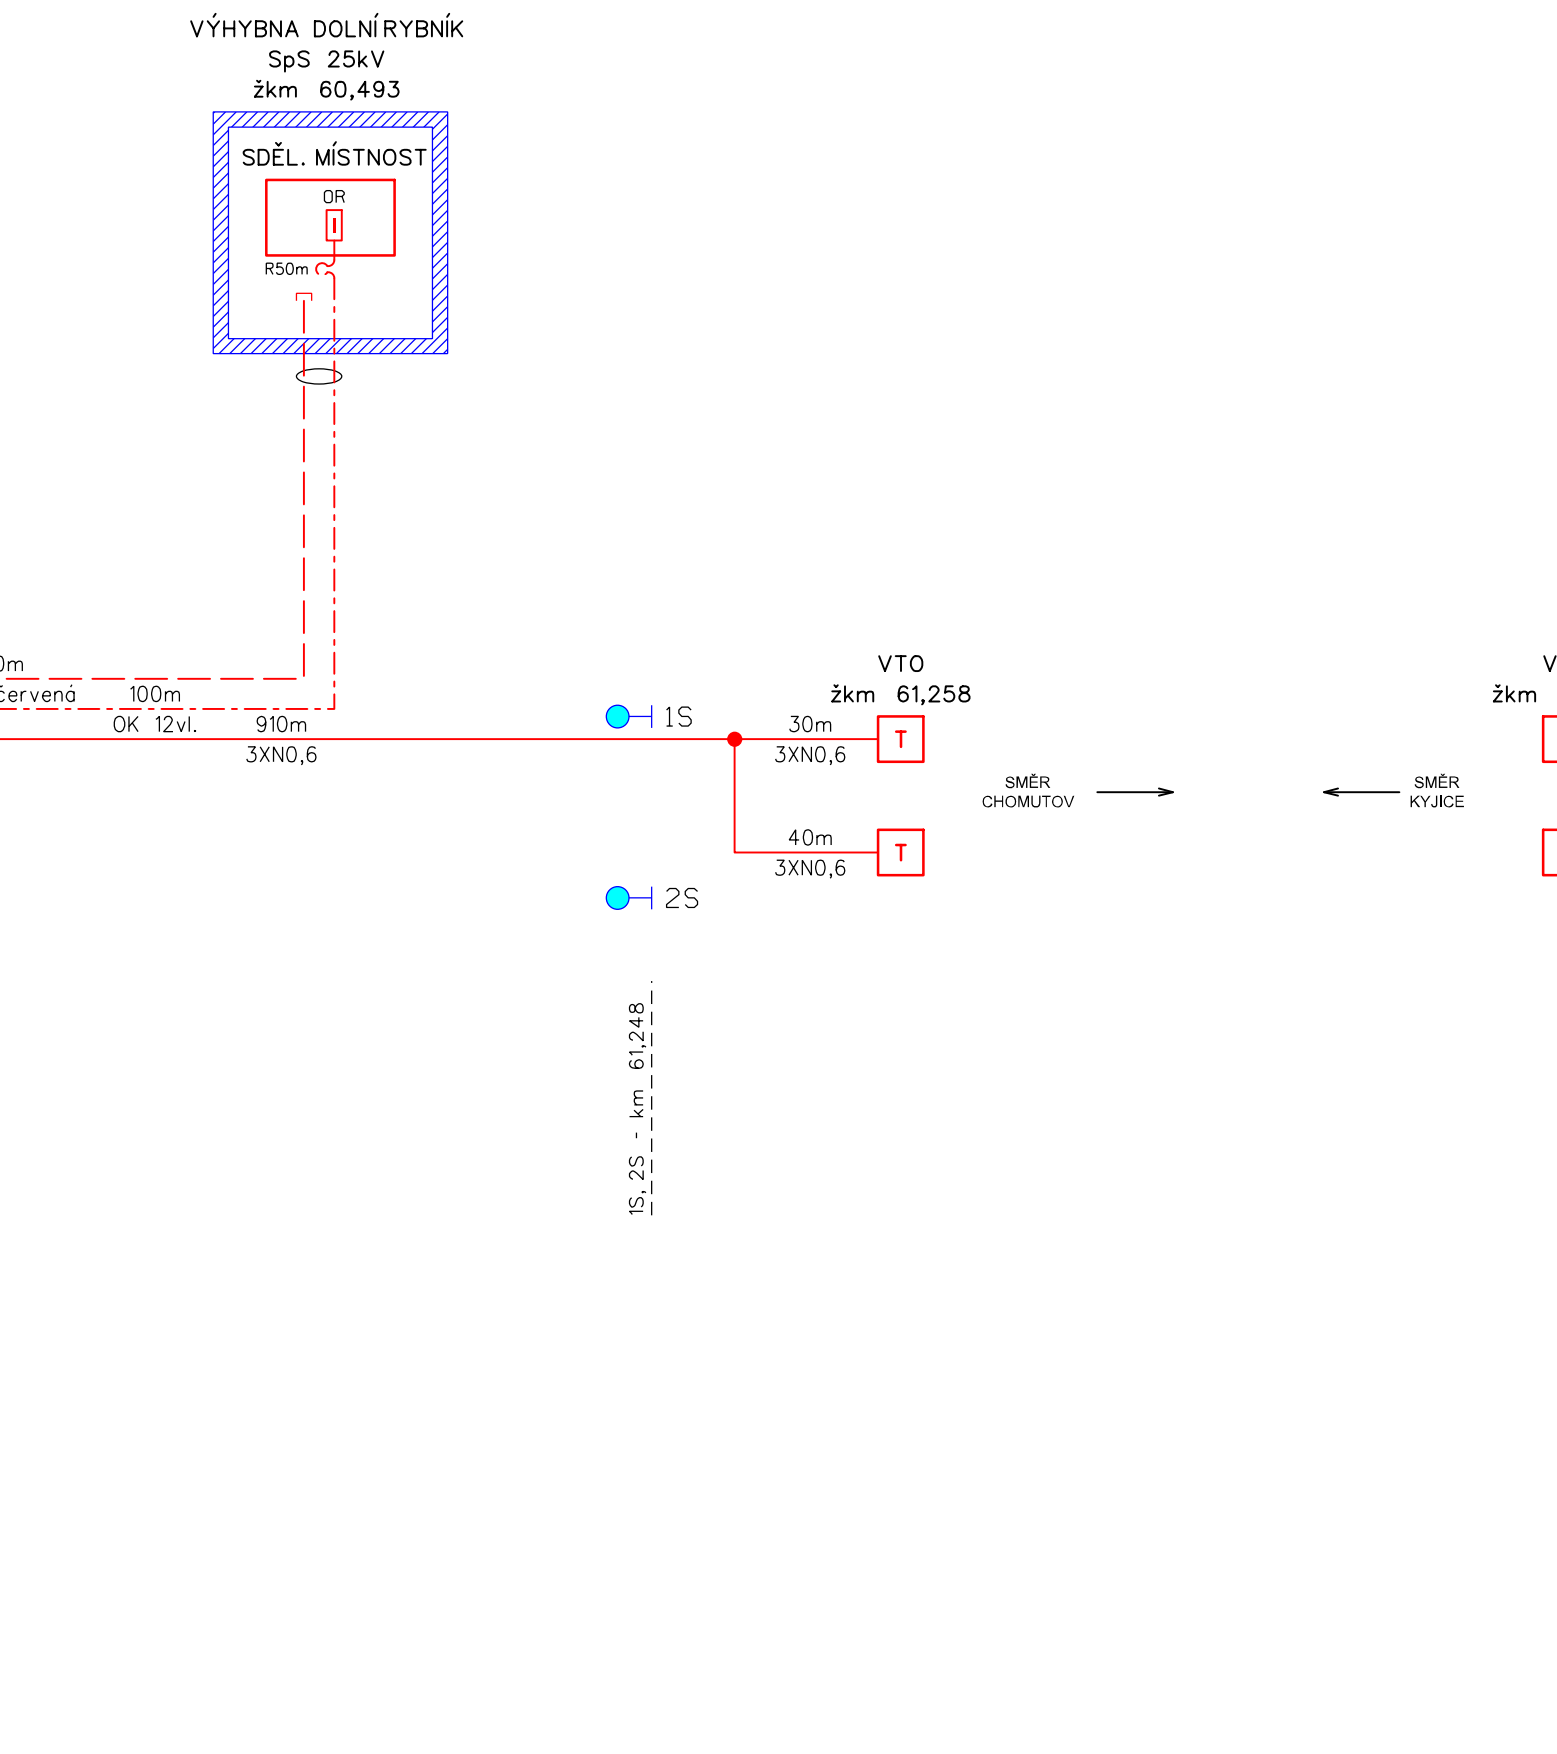 VÝHYBNA DOLNÍ RYBNÍK
SpS 25kV
žkm 60,493
SDĚL. MÍSTNOST
OR
R50m
0m
červená 100m
OK 12vl. 910m
3XN0,6
1S
30m
3XN0,6
VTO
žkm 61,258
T
SMĚR
CHOMUTOV
SMĚR
KYJICE
V
žkm
40m
3XN0,6
T
2S
1S, 2S - km 61,248